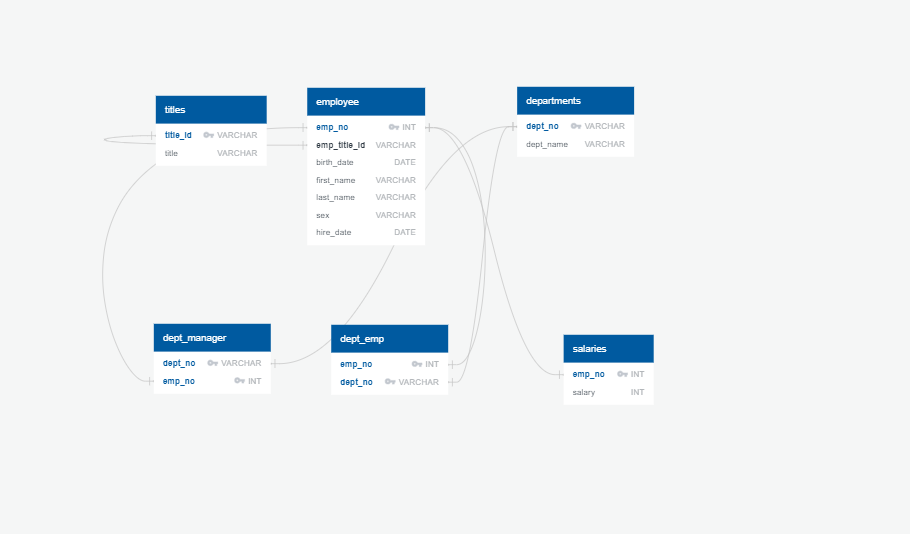 titles
title_id VARCHAR
title VARCHAR
employee
emp_no INT
emp_title_id VARCHAR
birth_date DATE
first_name VARCHAR
last_name VARCHAR
sex VARCHAR
hire_date DATE
departments
dept_no VARCHAR
dept_name VARCHAR
dept_manager
dept_no VARCHAR
emp_no INT
dept_emp
emp_no INT
dept_no VARCHAR
salaries
emp_no INT
salary INT